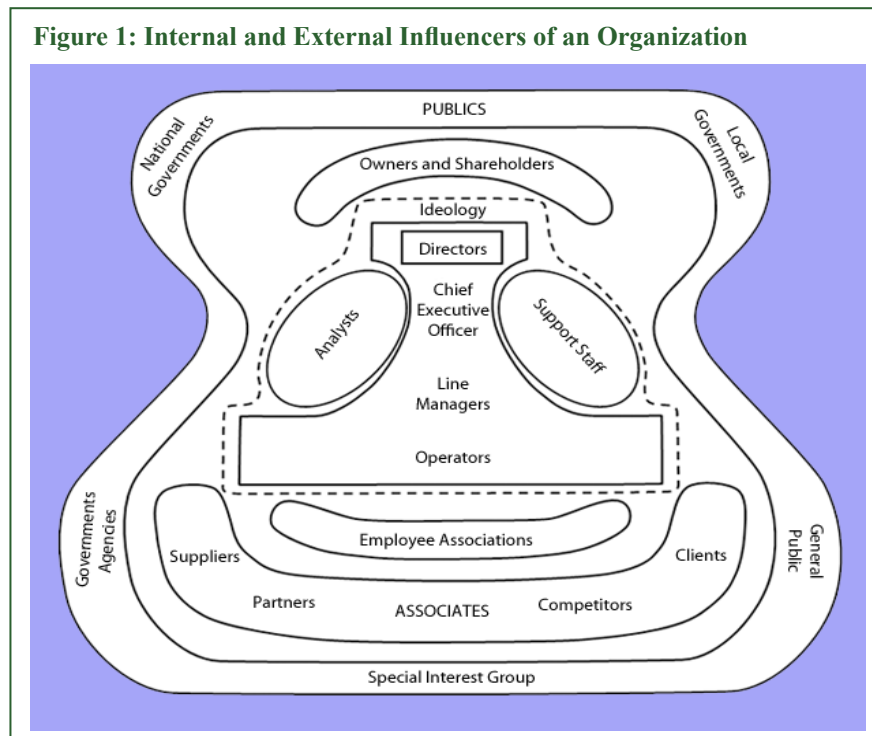 Figure 1: Internal and External Influencers of an Organization
PUBLICS
National
Governments
Local
Governments
Owners and Shareholders
Ideology
Directors
Chief
Executive
Officer
Analysts
Support Staff
Line
Managers
Operators
Governments
Agencies
General
Public
Employee Associations
Suppliers
Clients
Partners
ASSOCIATES
Competitors
Special Interest Group